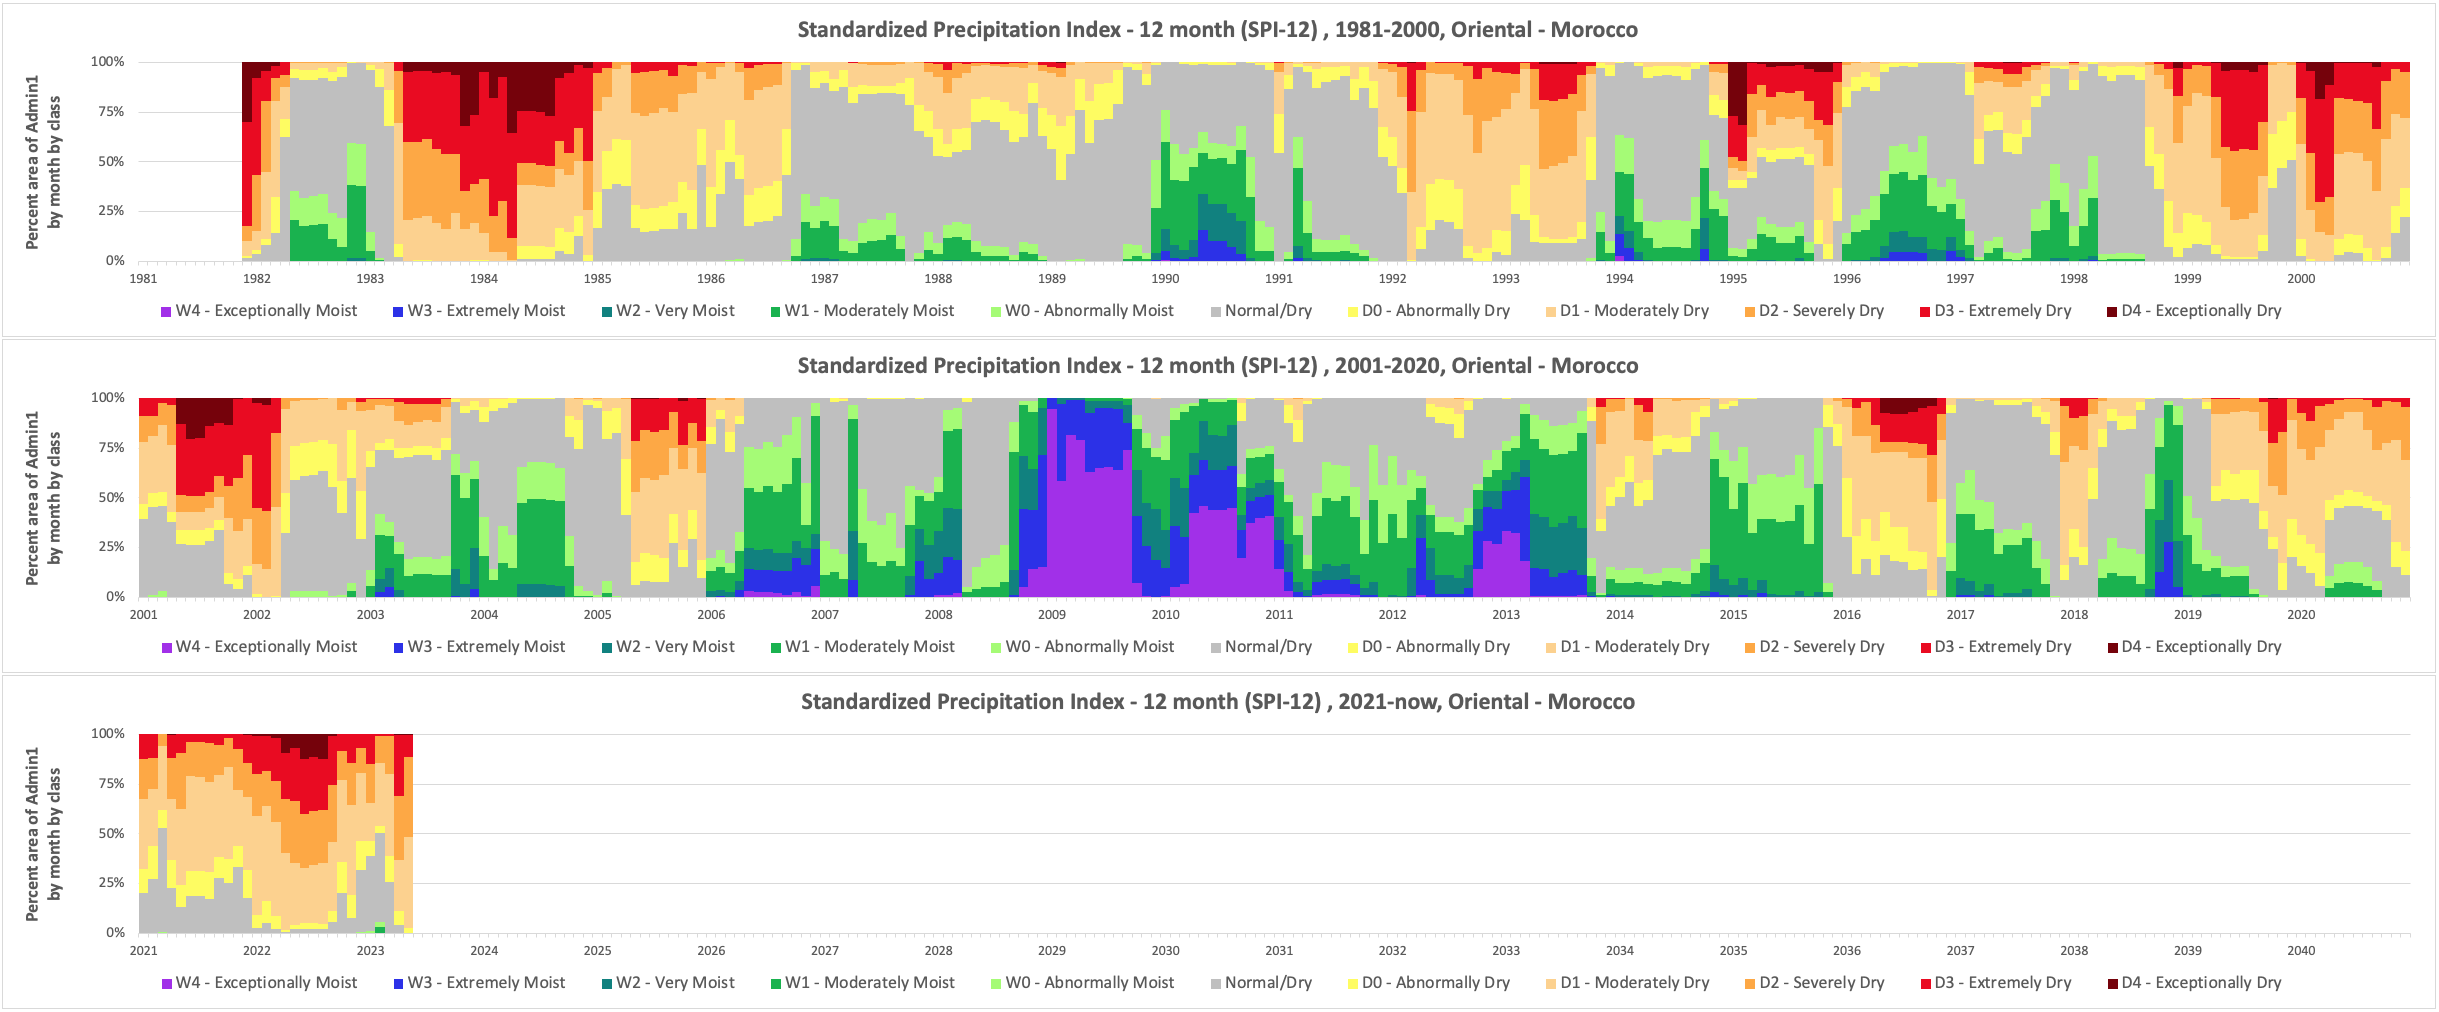 Standardized Precipitation Index - 12 month (SPI-12) , 1981-2000, Oriental - Morocco
Percent area of Admin1
by month by class
100%
75%
50%
25%
0%
1981 1982 1983 1984 1985 1986 1987 1988 1989 1990 1991 1992 1993 1994 1995 1996 1997 1998 1999 2000
W4 - Exceptionally Moist W3 - Extremely Moist W2 - Very Moist W1 - Moderately Moist W0 - Abnormally Moist Normal/Dry D0 - Abnormally Dry D1 - Moderately Dry D2 - Severely Dry D3 - Extremely Dry D4 - Exceptionally Dry
Standardized Precipitation Index - 12 month (SPI-12) , 2001-2020, Oriental - Morocco
Percent area of Admin1
by month by class
100%
75%
50%
25%
0%
2001 2002 2003 2004 2005 2006 2007 2008 2009 2010 2011 2012 2013 2014 2015 2016 2017 2018 2019 2020
W4 - Exceptionally Moist W3 - Extremely Moist W2 - Very Moist W1 - Moderately Moist W0 - Abnormally Moist Normal/Dry D0 - Abnormally Dry D1 - Moderately Dry D2 - Severely Dry D3 - Extremely Dry D4 - Exceptionally Dry
Standardized Precipitation Index - 12 month (SPI-12) , 2021-now, Oriental - Morocco
Percent area of Admin1
by month by class
100%
75%
50%
25%
0%
2021 2022 2023 2024 2025 2026 2027 2028 2029 2030 2031 2032 2033 2034 2035 2036 2037 2038 2039 2040
W4 - Exceptionally Moist W3 - Extremely Moist W2 - Very Moist W1 - Moderately Moist W0 - Abnormally Moist Normal/Dry D0 - Abnormally Dry D1 - Moderately Dry D2 - Severely Dry D3 - Extremely Dry D4 - Exceptionally Dry